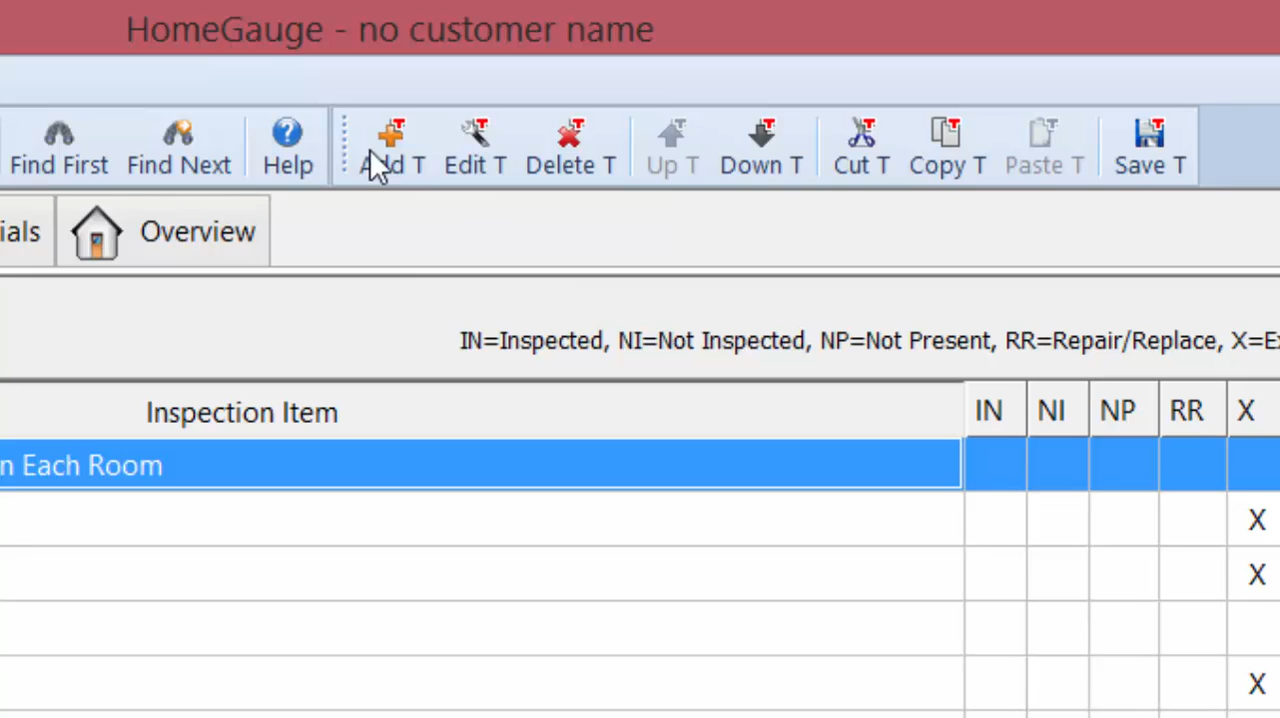 HomeGauge - no customer name
Find First Find Next Help Add T Edit T Delete T Up T Down T Cut T Copy T Paste T Save T
ials Overview
IN=Inspected, NI=Not Inspected, NP=Not Present, RR=Repair/Replace, X=Ex
Inspection Item IN NI NP RR X
n Each Room
X
X
X